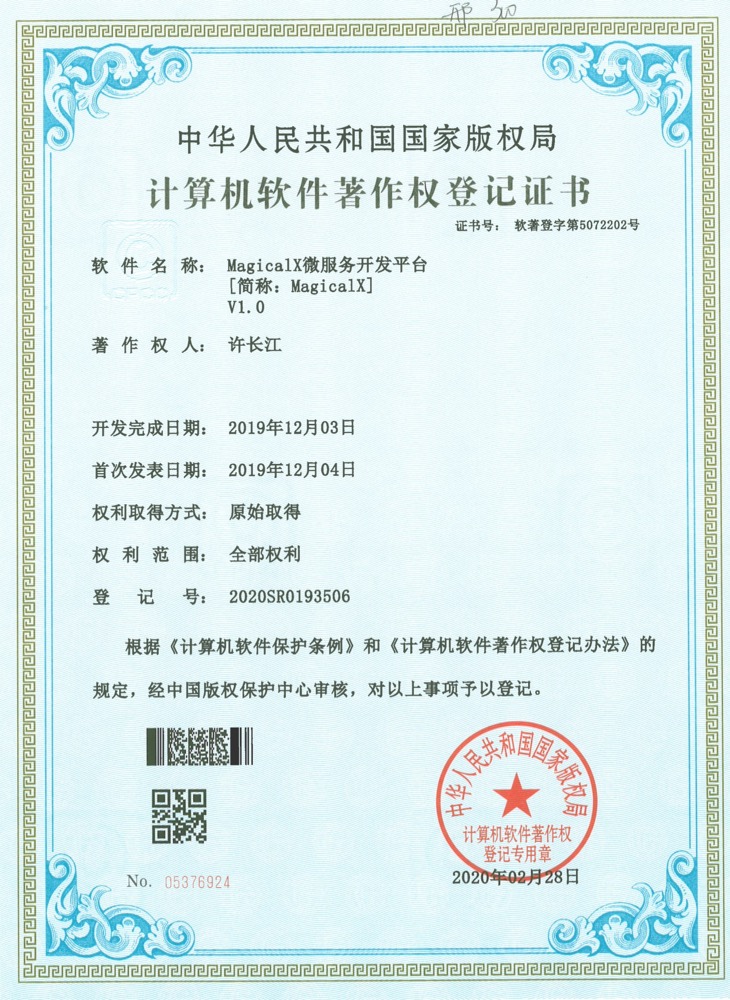 中华人民共和国国家版权局
计算机软件著作权登记证书
证书号： 软著登字第5072202号
软件名称： MagicalX微服务开发平台
[简称：MagicalX]
V1.0
著作权人： 许长江
开发完成日期： 2019年12月03日
首次发表日期： 2019年12月04日
权利取得方式： 原始取得
权利范围： 全部权利
登记号： 2020SR0193506
根据《计算机软件保护条例》和《计算机软件著作权登记办法》的
规定，经中国版权保护中心审核，对以上事项予以登记。
中华人民共和国国家版权局
计算机软件著作权
登记专用章
No. 05376924
2020年02月28日